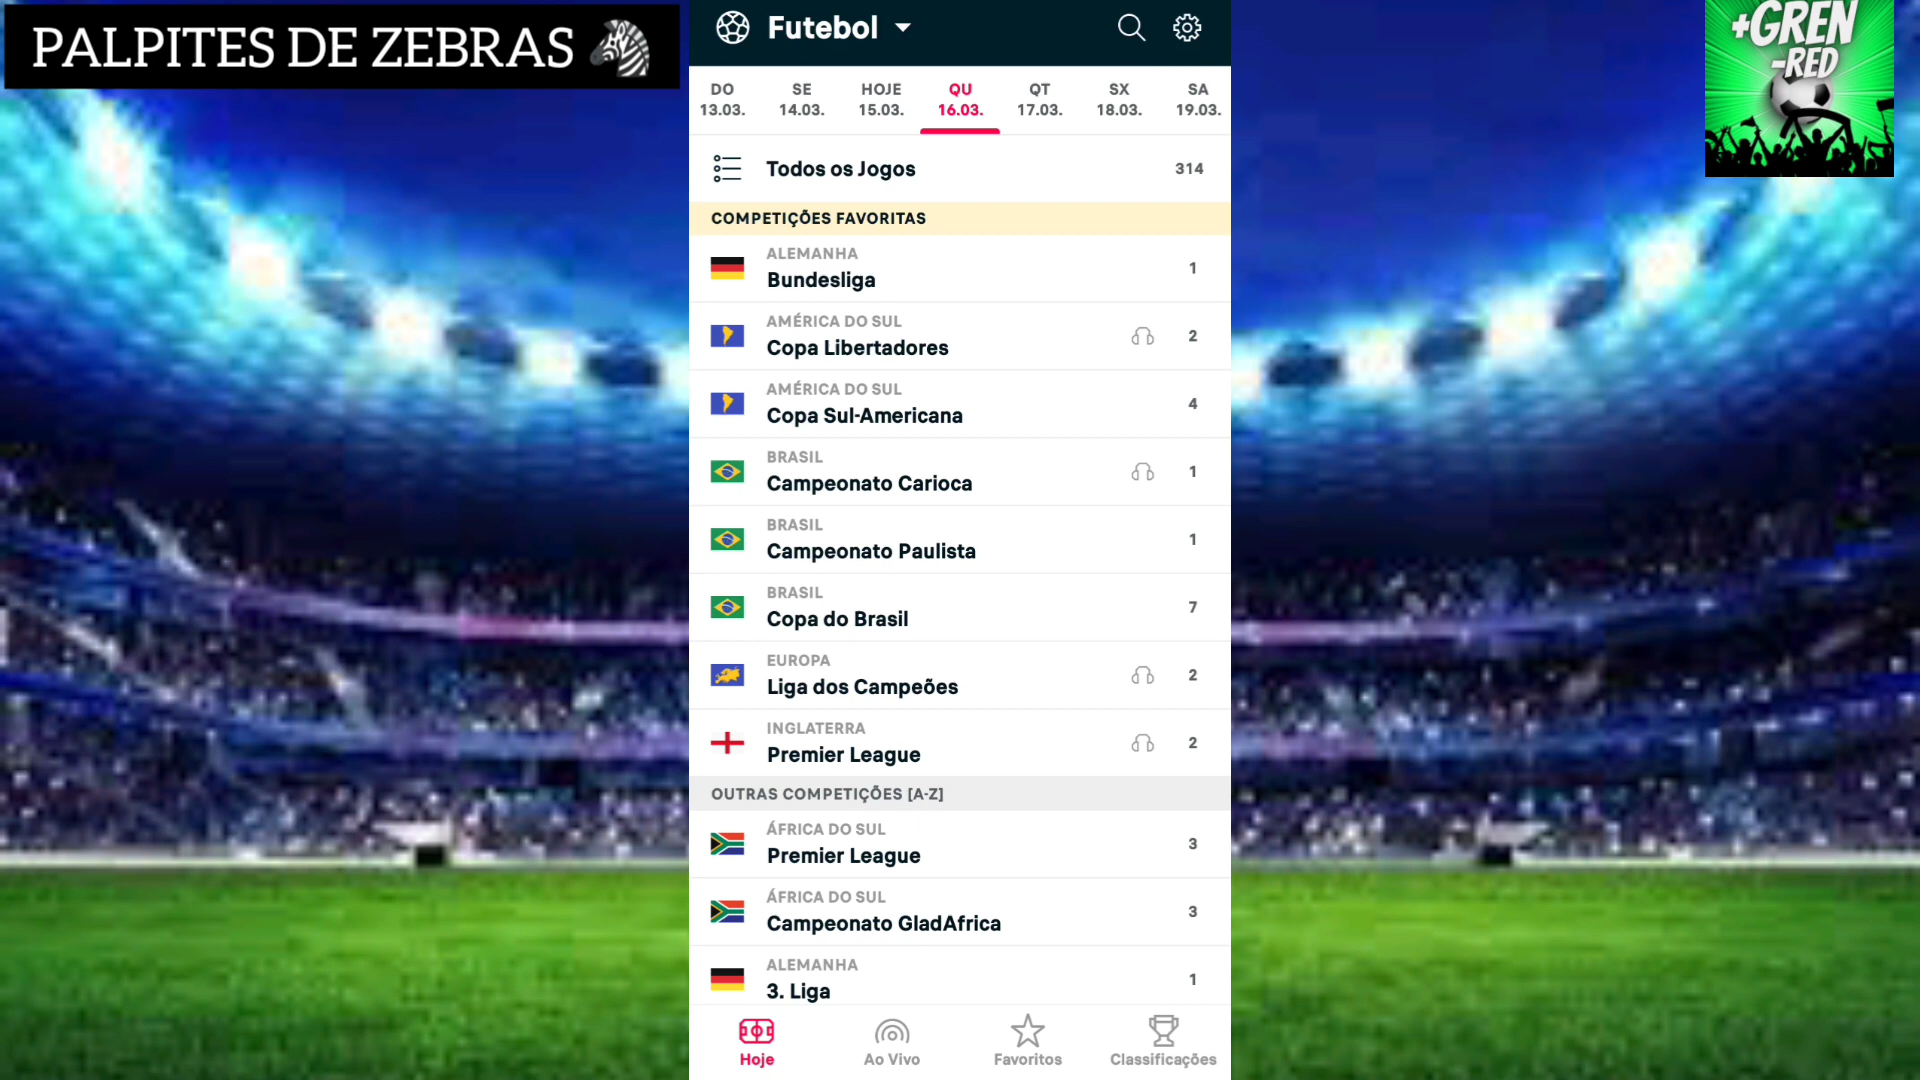 PALPITES DE ZEBRAS
+GREN
-RED
Futebol
DO SE HOJE QU QT SX SA
13.03. 14.03. 15.03. 16.03. 17.03. 18.03. 19.03.
Todos os Jogos 314
COMPETIÇÕES FAVORITAS
ALEMANHA
Bundesliga 1
AMÉRICA DO SUL
Copa Libertadores 2
AMÉRICA DO SUL
Copa Sul-Americana 4
BRASIL
Campeonato Carioca 1
BRASIL
Campeonato Paulista 1
BRASIL
Copa do Brasil 7
EUROPA
Liga dos Campeões 2
INGLATERRA
Premier League 2
OUTRAS COMPETIÇÕES [A-Z]
ÁFRICA DO SUL
Premier League 3
ÁFRICA DO SUL
Campeonato GladAfrica 3
ALEMANHA
3. Liga 1
Hoje Ao Vivo Favoritos Classificações